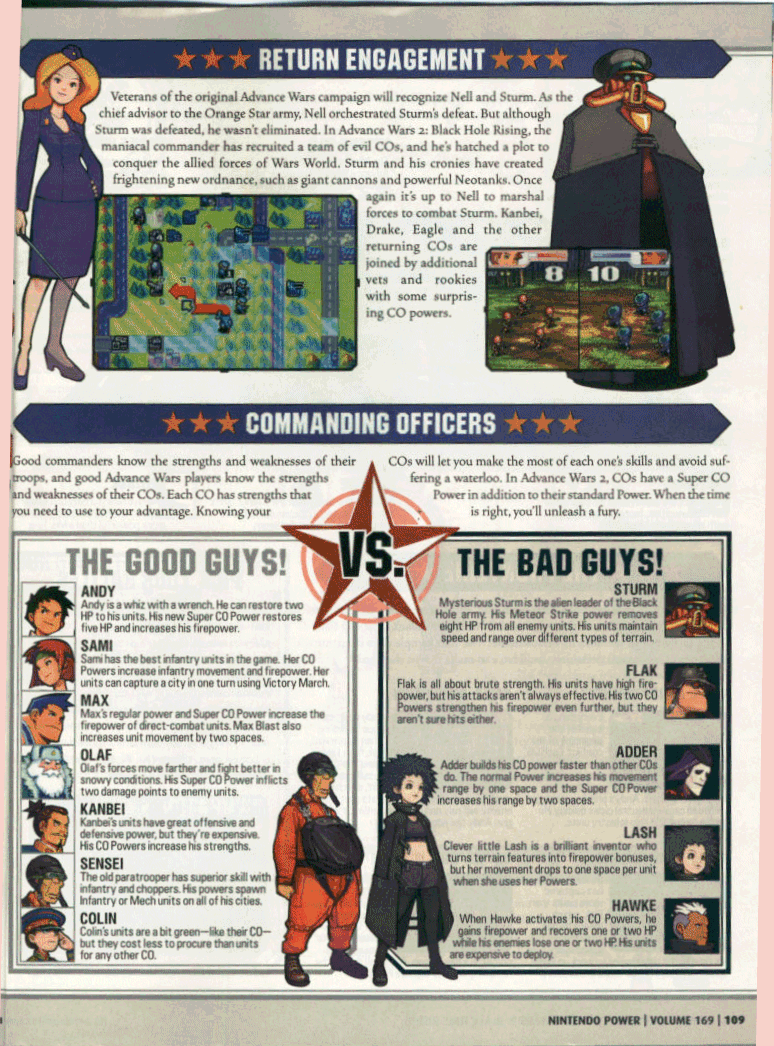 RETURN ENGAGEMENT
Veterans of the original Advance Wars campaign will recognize Nell and Sturm. As the
chief advisor to the Orange Star army, Nell orchestrated Sturm's defeat. But although
Sturm was defeated, he wasn't eliminated. In Advance Wars 2: Black Hole Rising, the
maniacal commander has recruited a team of evil COs, and he's hatched a plot to
conquer the allied forces of Wars World. Sturm and his cronies have created
frightening new ordnance, such as giant cannons and powerful Neotanks. Once
again it's up to Nell to marshal
forces to combat Sturm. Kanbei,
Drake, Eagle and the other
returning COs are
joined by additional
vets and rookies
with some surpris-
ing CO powers.
8 10
COMMANDING OFFICERS
Good commanders know the strengths and weaknesses of their
troops, and good Advance Wars players know the strengths
and weaknesses of their COs. Each CO has strengths that
you need to use to your advantage. Knowing your
COs will let you make the most of each one's skills and avoid suf-
fering a waterloo. In Advance Wars 2, COs have a Super CO
Power in addition to their standard Power. When the time
is right, you'll unleash a fury.
VS.
THE GOOD GUYS!
ANDY
Andy is a whiz with a wrench. He can restore two
HP to his units. His new Super CO Power restores
five HP and increases his firepower.
SAMI
Sami has the best infantry units in the game. Her CO
Powers increase infantry movement and firepower. Her
units can capture a city in one turn using Victory March.
MAX
Max's regular power and Super CO Power increase the
firepower of direct-combat units. Max Blast also
increases unit movement by two spaces.
OLAF
Olaf's forces move farther and fight better in
snowy conditions. His Super CO Power inflicts
two damage points to enemy units.
KANBEI
Kanbei's units have great offensive and
defensive power, but they're expensive.
His CO Powers increase his strengths.
SENSEI
The old paratrooper has superior skill with
infantry and choppers. His powers spawn
Infantry or Mech units on all of his cities.
COLIN
Colin's units are a bit green—like their CO—
but they cost less to procure than units
for any other CO.
THE BAD GUYS!
STURM
Mysterious Sturm is the alien leader of the Black
Hole army. His Meteor Strike power removes
eight HP from all enemy units. His units maintain
speed and range over different types of terrain.
FLAK
Flak is all about brute strength. His units have high fire-
power, but his attacks aren't always effective. His two CO
Powers strengthen his firepower even further, but they
aren't sure hits either.
ADDER
Adder builds his CO power faster than other COs
do. The normal Power increases his movement
range by one space and the Super CO Power
increases his range by two spaces.
LASH
Clever little Lash is a brilliant inventor who
turns terrain features into firepower bonuses,
but her movement drops to one space per unit
when she uses her Powers.
HAWKE
When Hawke activates his CO Powers, he
gains firepower and recovers one or two HP
while his enemies lose one or two HP. His units
are expensive to deploy.
NINTENDO POWER | VOLUME 169 | 109